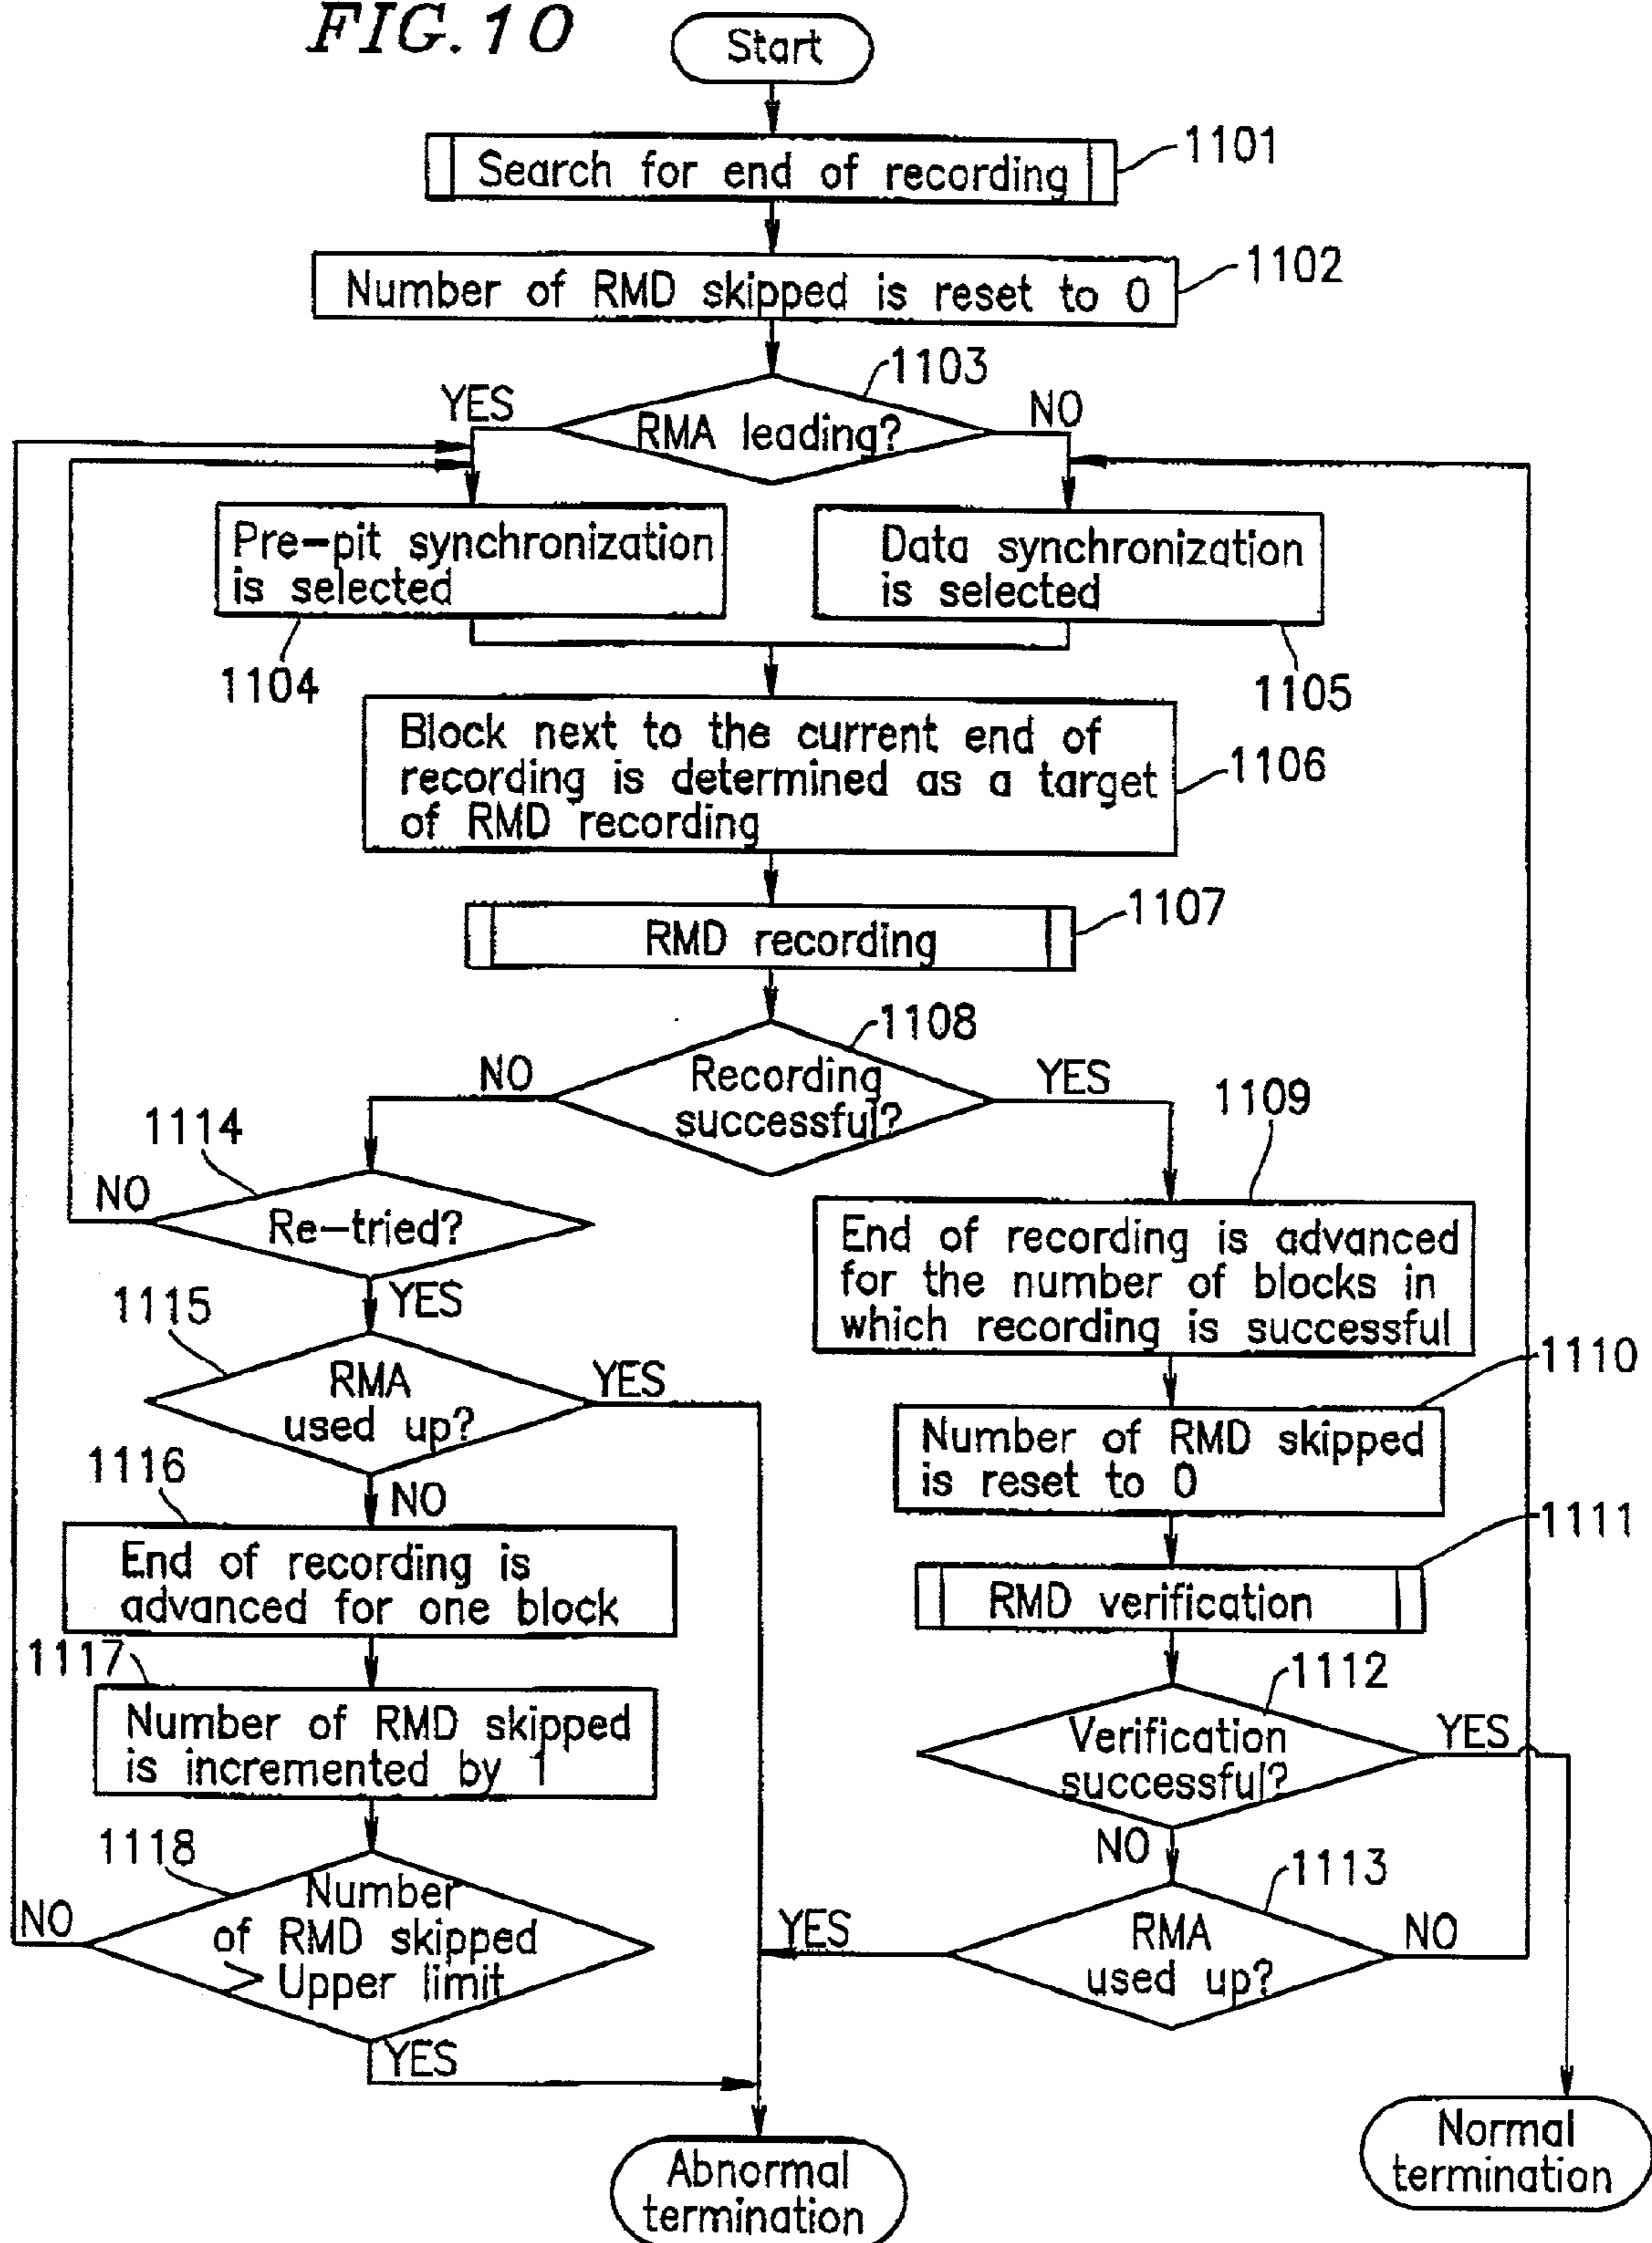 FIG.10
Start
Search for end of recording
1101
Number of RMD skipped is reset to 0
1102
1103
RMA leading?
YES
NO
Pre-pit synchronization
is selected
1104
Data synchronization
is selected
1105
Block next to the current end of
recording is determined as a target
of RMD recording
1106
RMD recording
1107
1108
Recording
successful?
NO
YES
1114
Re-tried?
NO
YES
1109
End of recording is advanced
for the number of blocks in
which recording is successful
1115
RMA
used up?
YES
NO
1110
Number of RMD skipped
is reset to 0
1116
End of recording is
advanced for one block
1111
RMD verification
1117
Number of RMD skipped
is incremented by 1
1112
Verification
successful?
YES
NO
1118
Number
of RMD skipped
> Upper limit
NO
YES
1113
RMA
used up?
YES
NO
Abnormal
termination
Normal
termination